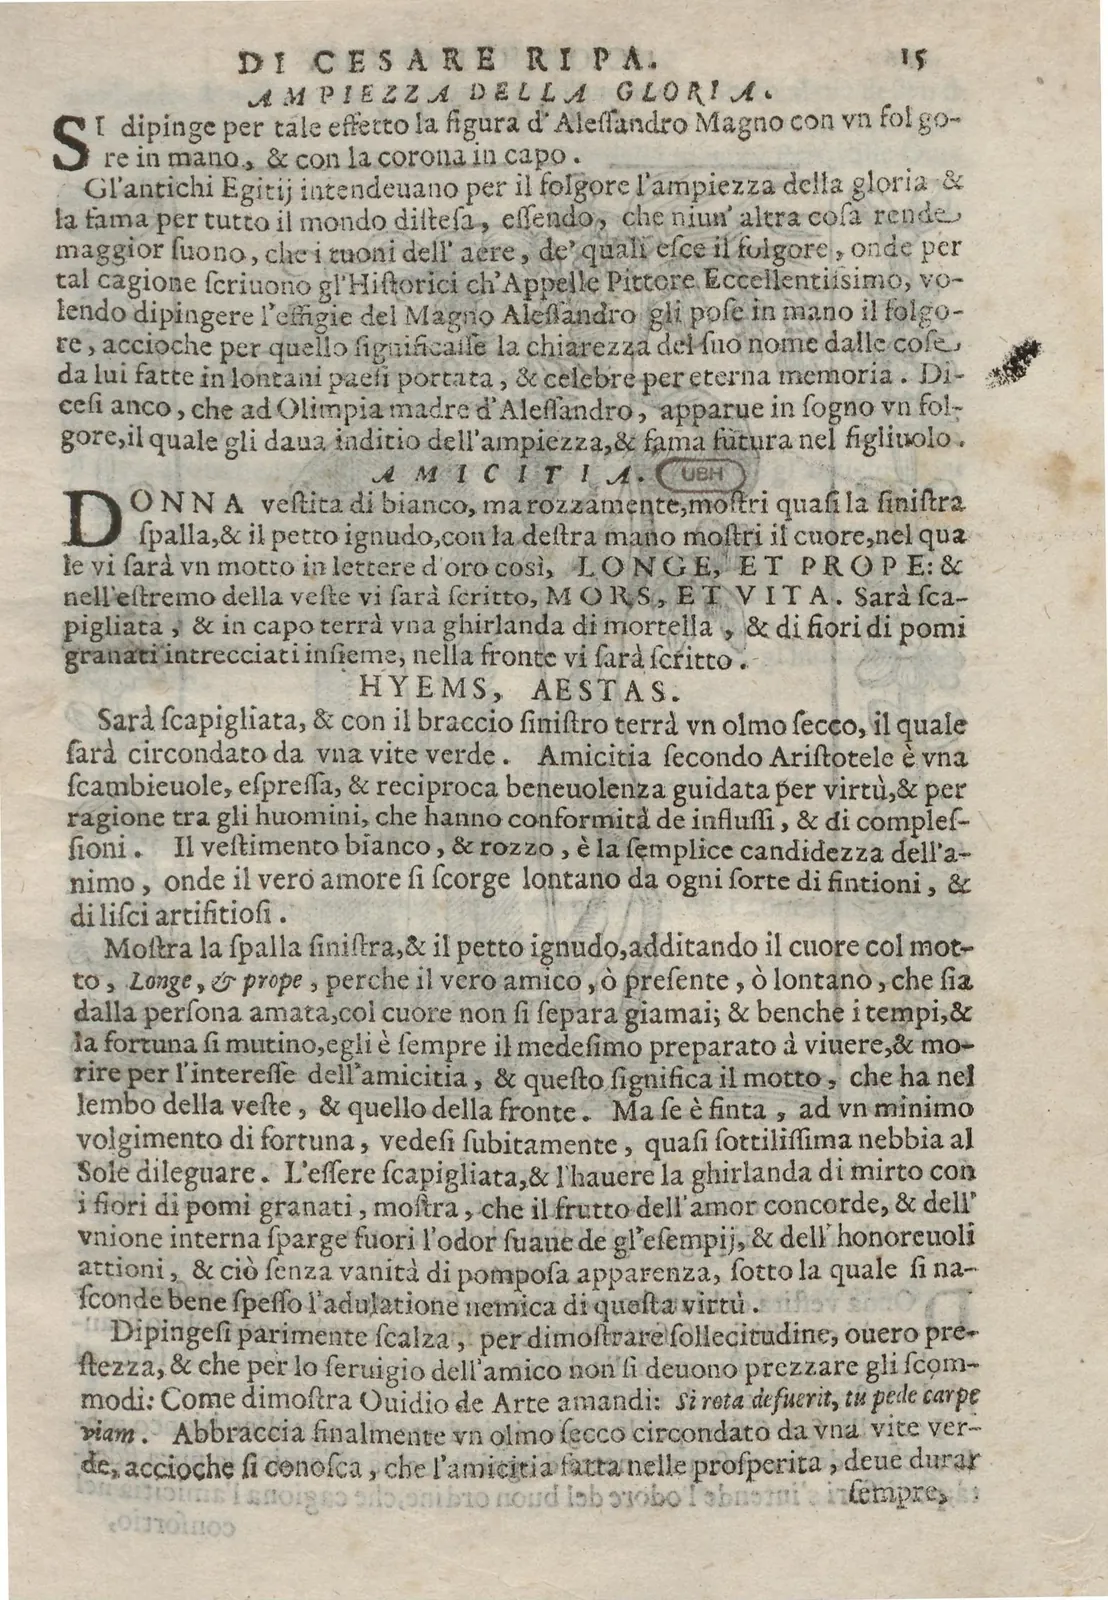 DI CESARE RIPA. 15
AMPIEZZA DELLA GLORIA.
SI dipinge per tale effetto la figura d'Aleſſandro Magno con vn folgo-
re in mano, & con la corona in capo.
Gl'antichi Egitij intendeuano per il folgore l'ampiezza della gloria &
la fama per tutto il mondo diſteſa, eſſendo, che niun' altra coſa rende
maggior ſuono, che i tuoni dell' aere, de' quali eſce il folgore, onde per
tal cagione ſcriuono gl'Hiſtorici ch'Appelle Pittore Eccellentiſsimo, vo-
lendo dipingere l'effigie del Magno Aleſſandro gli poſe in mano il folgo-
re, accioche per quello ſignificaſſe la chiarezza del ſuo nome dalle coſe
da lui fatte in lontani paeſi portata, & celebre per eterna memoria. Di-
ceſi anco, che ad Olimpia madre d'Aleſſandro, apparue in ſogno vn fol-
gore, il quale gli daua inditio dell'ampiezza, & fama futura nel figliuolo.
AMICITIA. UBH
DONNA veſtita di bianco, ma rozzamente, moſtri quaſi la ſiniſtra
ſpalla, & il petto ignudo, con la deſtra mano moſtri il cuore, nel qua
le vi ſarà vn motto in lettere d'oro così, LONGE, ET PROPE: &
nell'eſtremo della veſte vi ſarà ſcritto, MORS, ET VITA. Sarà ſca-
pigliata, & in capo terrà vna ghirlanda di mortella, & di fiori di pomi
granati intrecciati inſieme, nella fronte vi ſarà ſcritto.
HYEMS, AESTAS.
Sarà ſcapigliata, & con il braccio ſiniſtro terrà vn olmo ſecco, il quale
ſarà circondato da vna vite verde. Amicitia ſecondo Ariſtotele è vna
ſcambieuole, eſpreſſa, & reciproca beneuolenza guidata per virtù, & per
ragione tra gli huomini, che hanno conformità de influſſi, & di compleſ-
ſioni. Il veſtimento bianco, & rozzo, è la ſemplice candidezza dell'a-
nimo, onde il vero amore ſi ſcorge lontano da ogni ſorte di fintioni, &
di liſci artifitioſi.
Moſtra la ſpalla ſiniſtra, & il petto ignudo, additando il cuore col mot-
to, Longe, & prope, perche il vero amico, ò preſente, ò lontano, che ſia
dalla perſona amata, col cuore non ſi ſepara giamai; & benche i tempi, &
la fortuna ſi mutino, egli è ſempre il medeſimo preparato à viuere, & mo-
rire per l'intereſſe dell'amicitia, & queſto ſignifica il motto, che ha nel
lembo della veſte, & quello della fronte. Ma ſe è finta, ad vn minimo
volgimento di fortuna, vedeſi ſubitamente, quaſi ſottiliſſima nebbia al
Sole dileguare. L'eſſere ſcapigliata, & l'hauere la ghirlanda di mirto con
i fiori di pomi granati, moſtra, che il frutto dell'amor concorde, & dell'
vnione interna ſparge fuori l'odor ſuaue de gl'eſempij, & dell' honoreuoli
attioni, & ciò ſenza vanità di pompoſa apparenza, ſotto la quale ſi na-
ſconde bene ſpeſſo l'adulatione nemica di queſta virtù.
Dipingeſi parimente ſcalza, per dimoſtrare ſollecitudine, ouero pre-
ſtezza, & che per lo ſeruigio dell'amico non ſi deuono prezzare gli ſcom-
modi: Come dimoſtra Ouidio de Arte amandi: Si rota defuerit, tu pede carpe
viam. Abbraccia finalmente vn olmo ſecco circondato da vna vite ver-
de, accioche ſi conoſca, che l'amicitia fatta nelle proſperita, deue durar
ſempre,